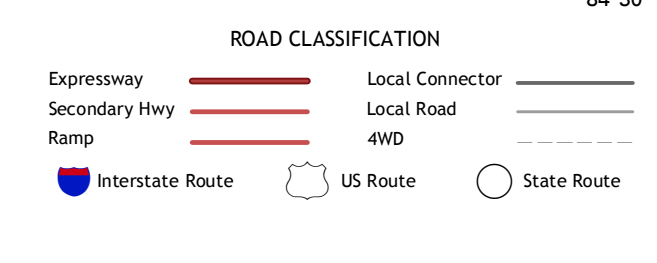 ROAD CLASSIFICATION
Expressway
Local Connector
Secondary Hwy
Local Road
Ramp
4WD
Interstate Route
US Route
State Route